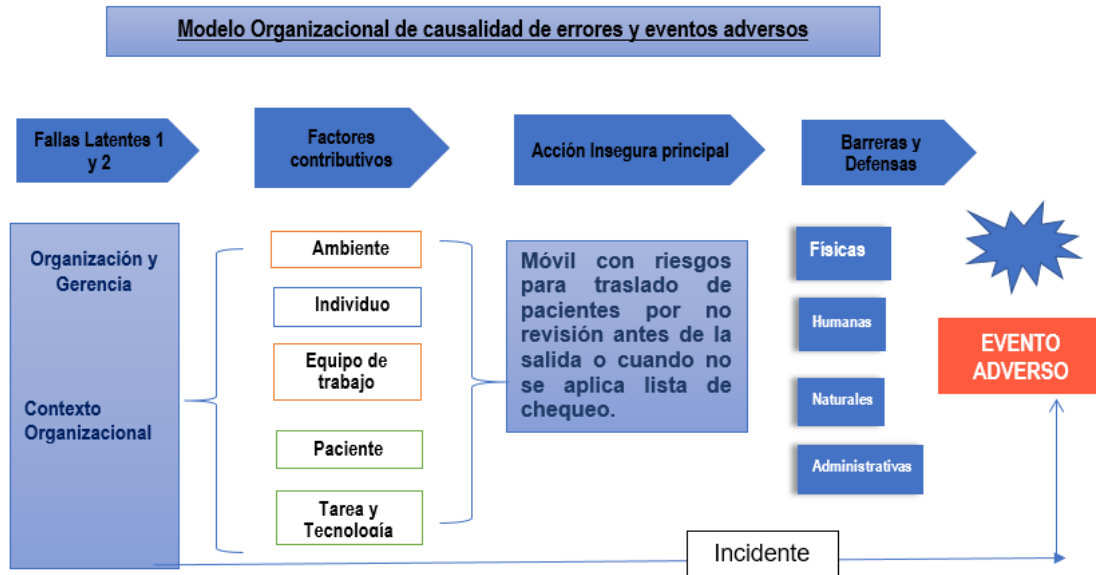 Modelo Organizacional de causalidad de errores y eventos adversos
Fallas Latentes 1
y 2
Factores
contributivos
Acción Insegura principal
Barreras y
Defensas
Organización y
Gerencia
Contexto
Organizacional
Ambiente
Individuo
Equipo de
trabajo
Paciente
Tarea y
Tecnología
Móvil con riesgos
para traslado de
pacientes por no
revisión antes de la
salida o cuando no
se aplica lista de
chequeo.
Físicas
Humanas
Naturales
Administrativas
EVENTO
ADVERSO
Incidente